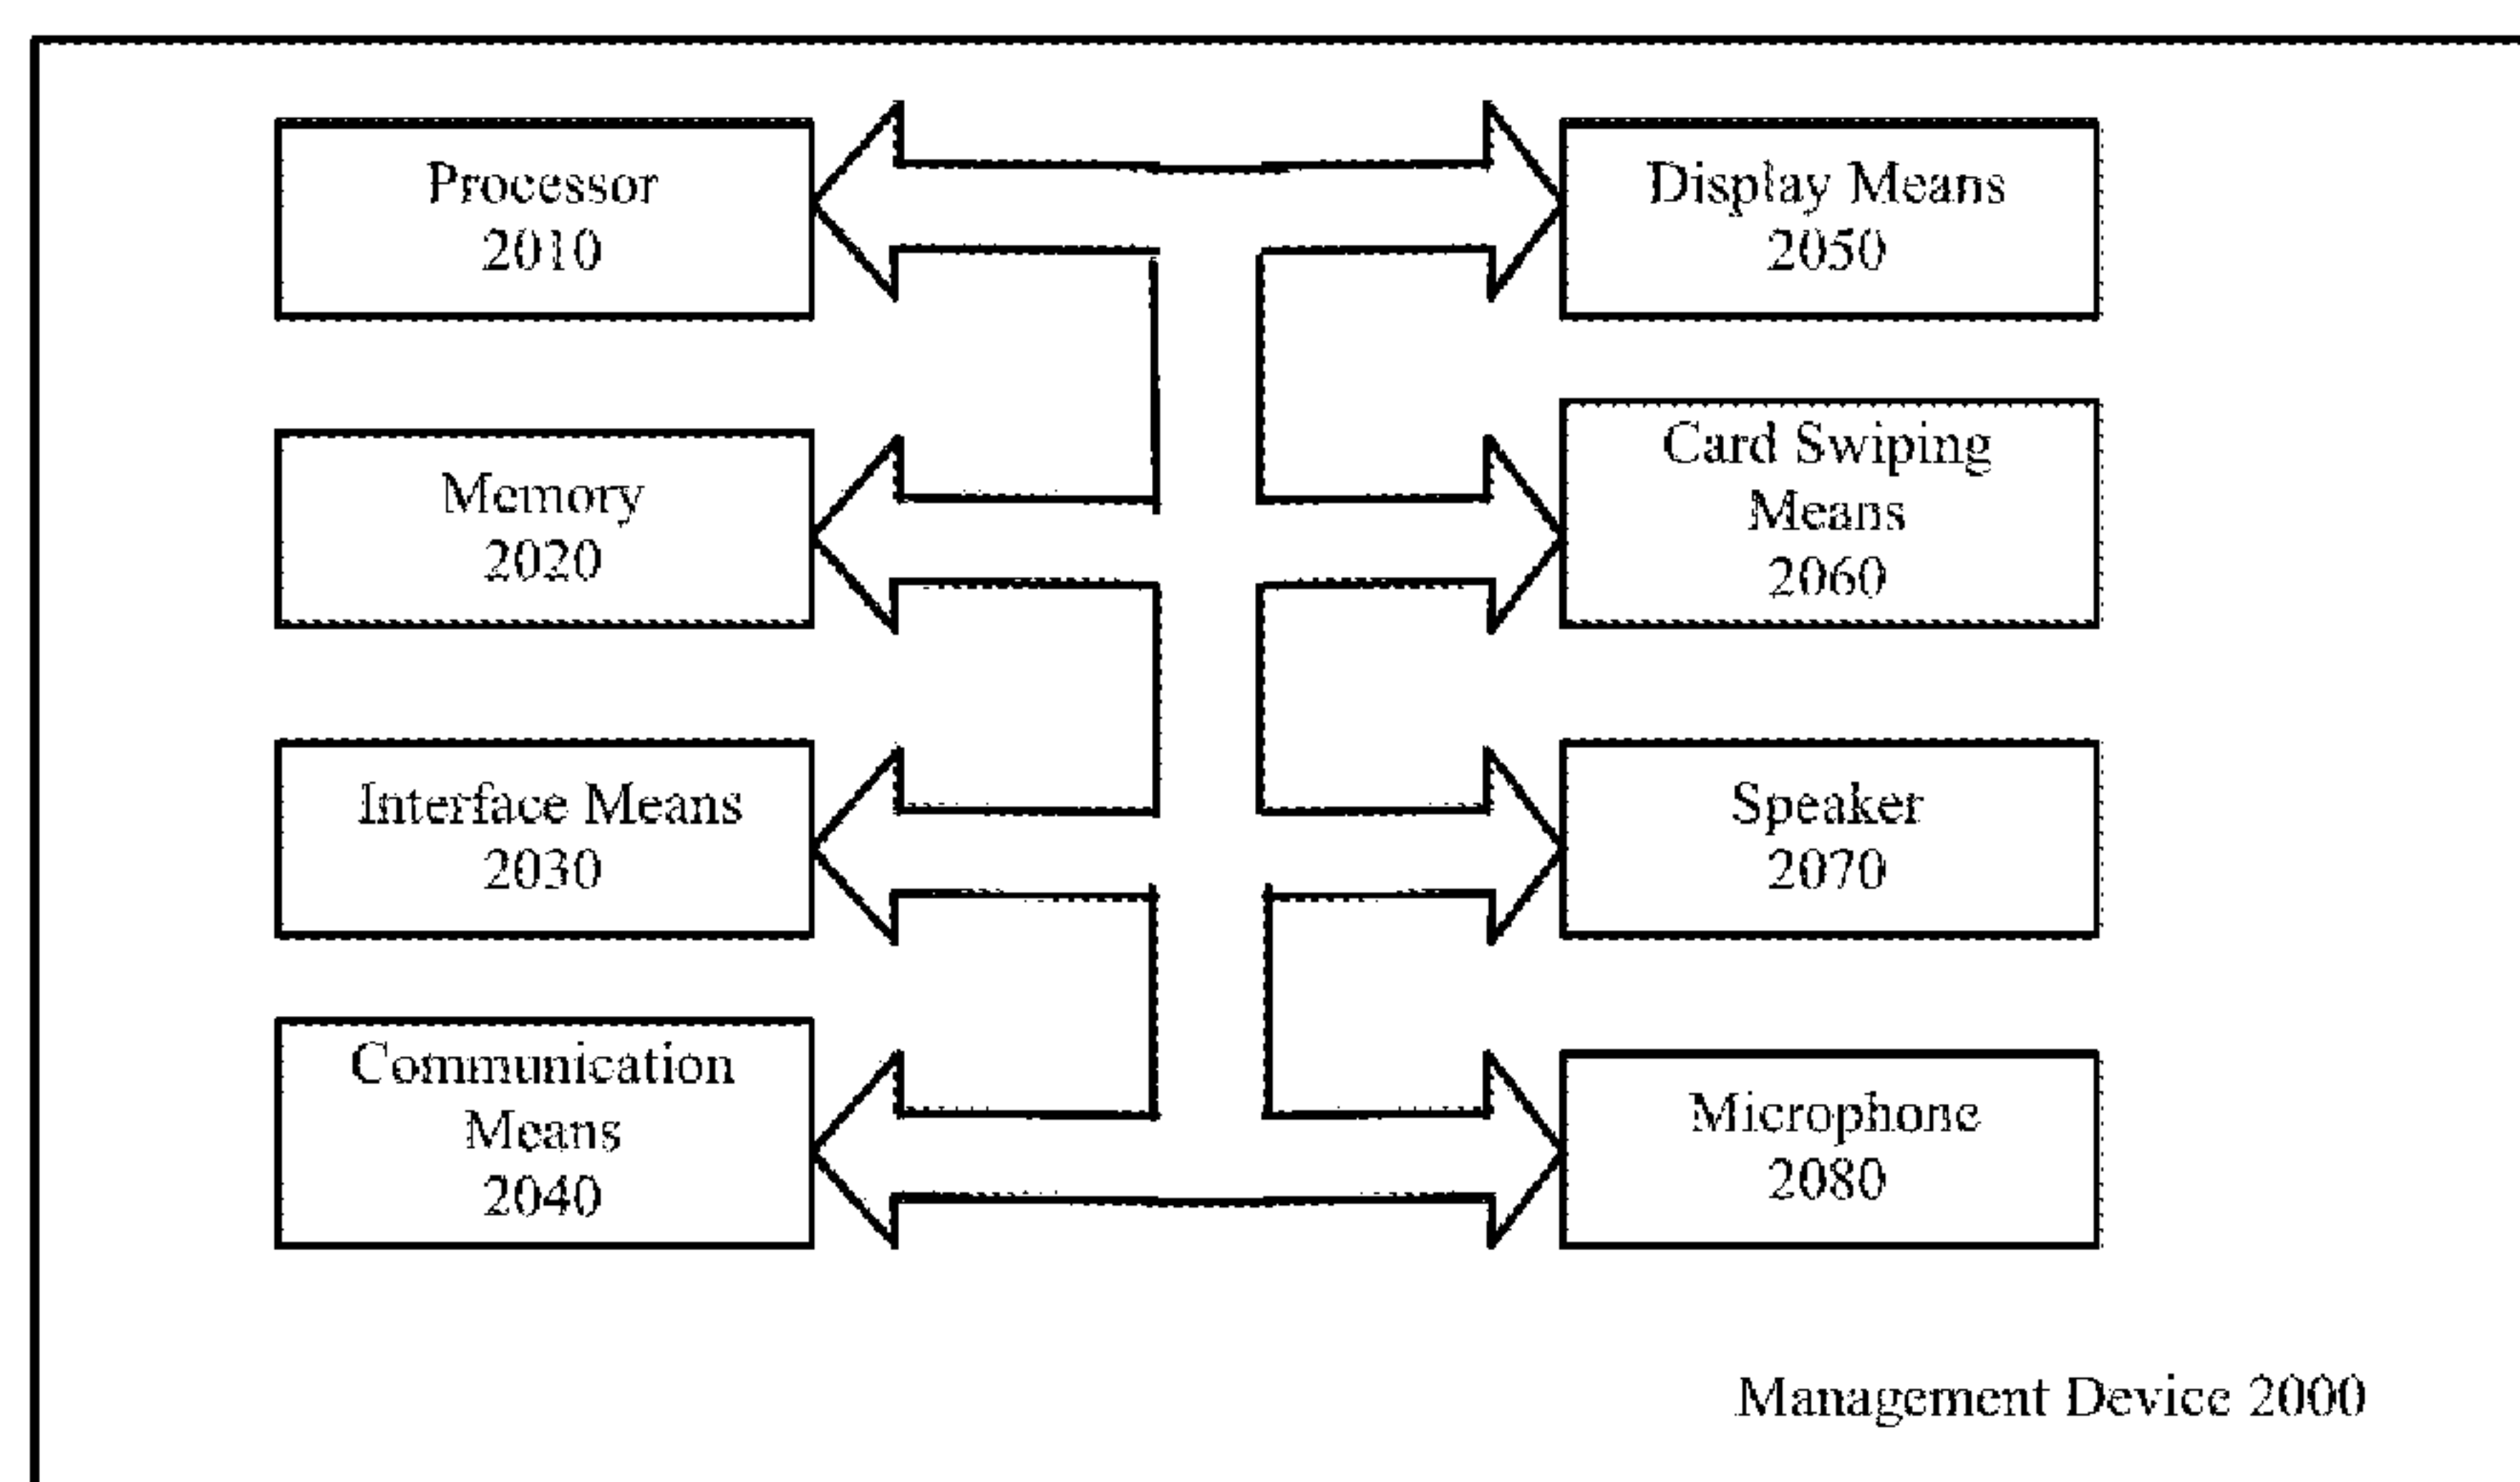 Processor
2010
Display Means
2050
Memory
2020
Card Swiping
Means
2060
Interface Means
2030
Speaker
2070
Communication
Means
2040
Microphone
2080
Management Device 2000